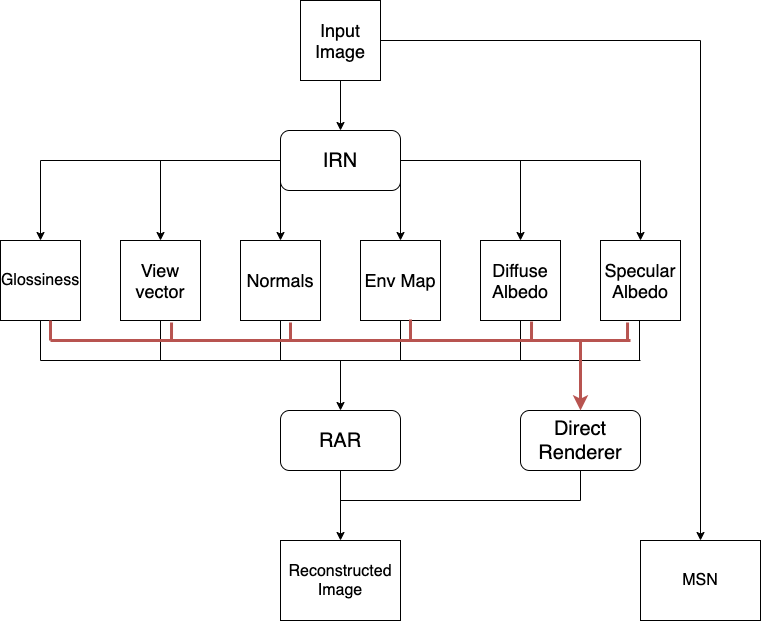 Input
Image
IRN
Glossiness
View
vector
Normals
Env Map
Diffuse
Albedo
Specular
Albedo
RAR
Direct
Renderer
Reconstructed
Image
MSN